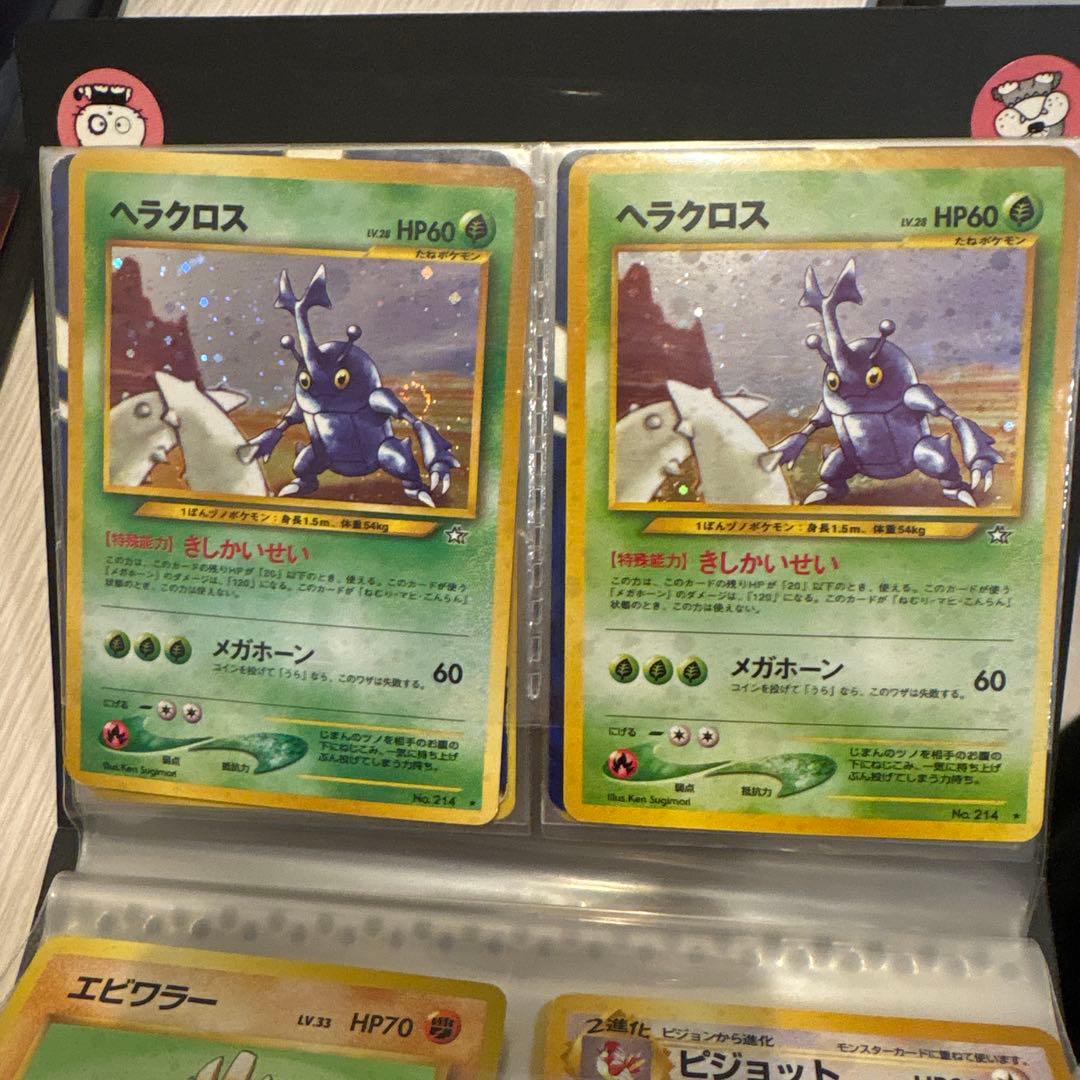 ヘラクロス
LV.28 HP60
たねポケモン
1ぽんヅノポケモン:身長1.5m、体重54kg
【特殊能力】きしかいせい
この力は、このカードの残りHPが「20」以下のとき、使える。このカードが使う
「メガホーン」のダメージは、「120」になる。このカードが「ねむり・マヒ・こんらん」
状態のとき、この力は使えない。
メガホーン 60
コインを投げて「うら」なら、このワザは失敗する。
にげる
弱点 抵抗力
じまんのツノを相手のお腹の
下にねじこみ、一気に持ち上げ
ぶん投げてしまう力持ち。
Illus.Ken Sugimori
No.214
ヘラクロス
LV.28 HP60
たねポケモン
1ぽんヅノポケモン:身長1.5m、体重54kg
【特殊能力】きしかいせい
この力は、このカードの残りHPが「20」以下のとき、使える。このカードが使う
「メガホーン」のダメージは、「120」になる。このカードが「ねむり・マヒ・こんらん」
状態のとき、この力は使えない。
メガホーン 60
コインを投げて「うら」なら、このワザは失敗する。
にげる
弱点 抵抗力
じまんのツノを相手のお腹の
下にねじこみ、一気に持ち上げ
ぶん投げてしまう力持ち。
Illus.Ken Sugimori
No.214
エビワラー
LV.33 HP70
2進化 ピジョンから進化 モンスターカードに重ねて使います。
ピジョット